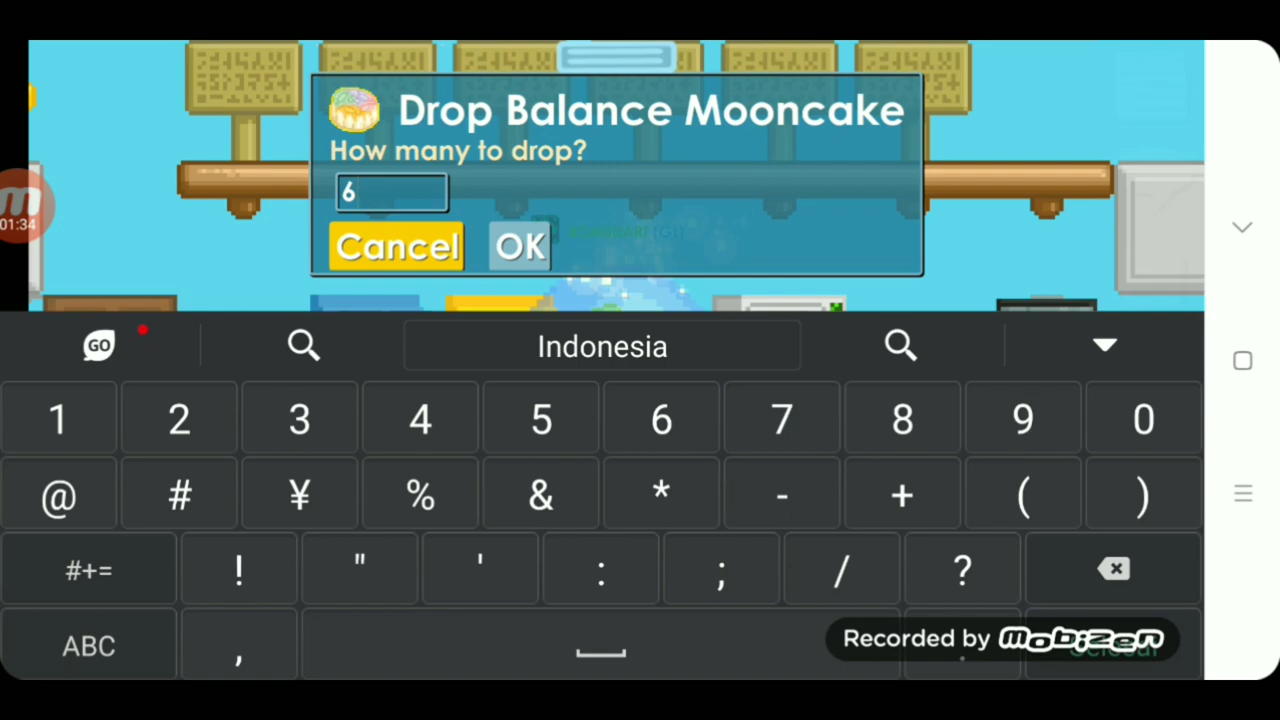 Drop Balance Mooncake
How many to drop?
6
Cancel OK
01:34
GO
Indonesia
1 2 3 4 5 6 7 8 9 0
@ # ¥ % & * - + ( )
#+= ! " ' : ; / ?
ABC , .
Recorded by mobizen